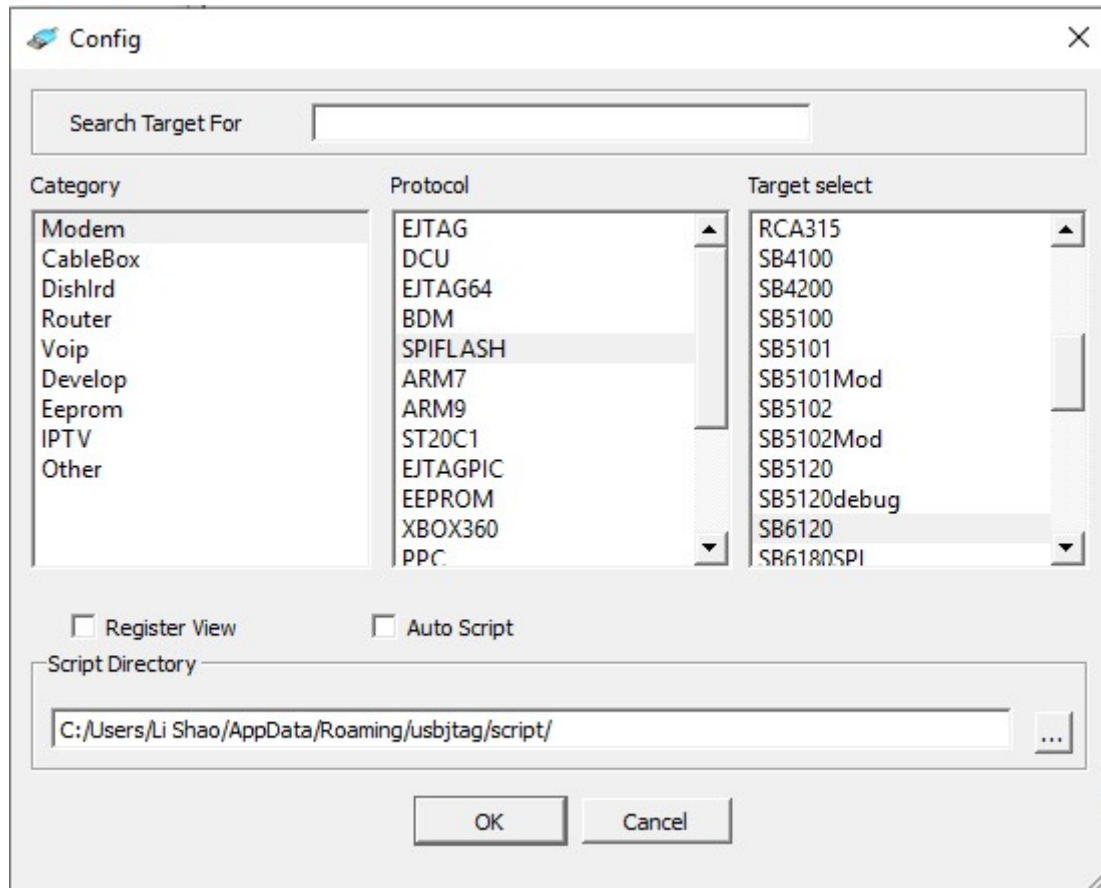 Config
Search Target For
Category
Protocol
Target select
Modem
CableBox
DishIrd
Router
Voip
Develop
Eeprom
IPTV
Other
EJTAG
DCU
EJTAG64
BDM
SPIFLASH
ARM7
ARM9
ST20C1
EJTAGPIC
EEPROM
XBOX360
PPC
RCA315
SB4100
SB4200
SB5100
SB5101
SB5101Mod
SB5102
SB5102Mod
SB5120
SB5120debug
SB6120
SB6180SPI
Register View
Auto Script
Script Directory
C:/Users/Li Shao/AppData/Roaming/usbjtag/script/
...
OK
Cancel